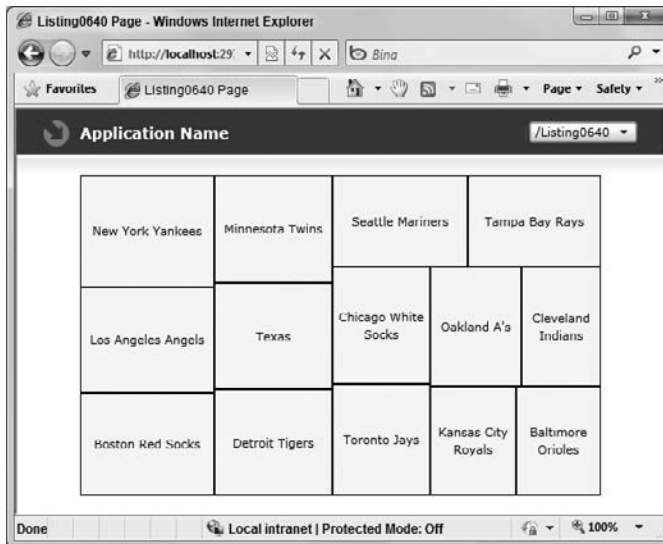 Listing0640 Page - Windows Internet Explorer
http://localhost:29
Bing
Favorites
Listing0640 Page
Page
Safety
Application Name
/Listing0640
New York Yankees
Minnesota Twins
Seattle Mariners
Tampa Bay Rays
Los Angeles Angels
Texas
Chicago White
Socks
Oakland A's
Cleveland
Indians
Boston Red Socks
Detroit Tigers
Toronto Jays
Kansas City
Royals
Baltimore
Orioles
Done
Local intranet | Protected Mode: Off
100%